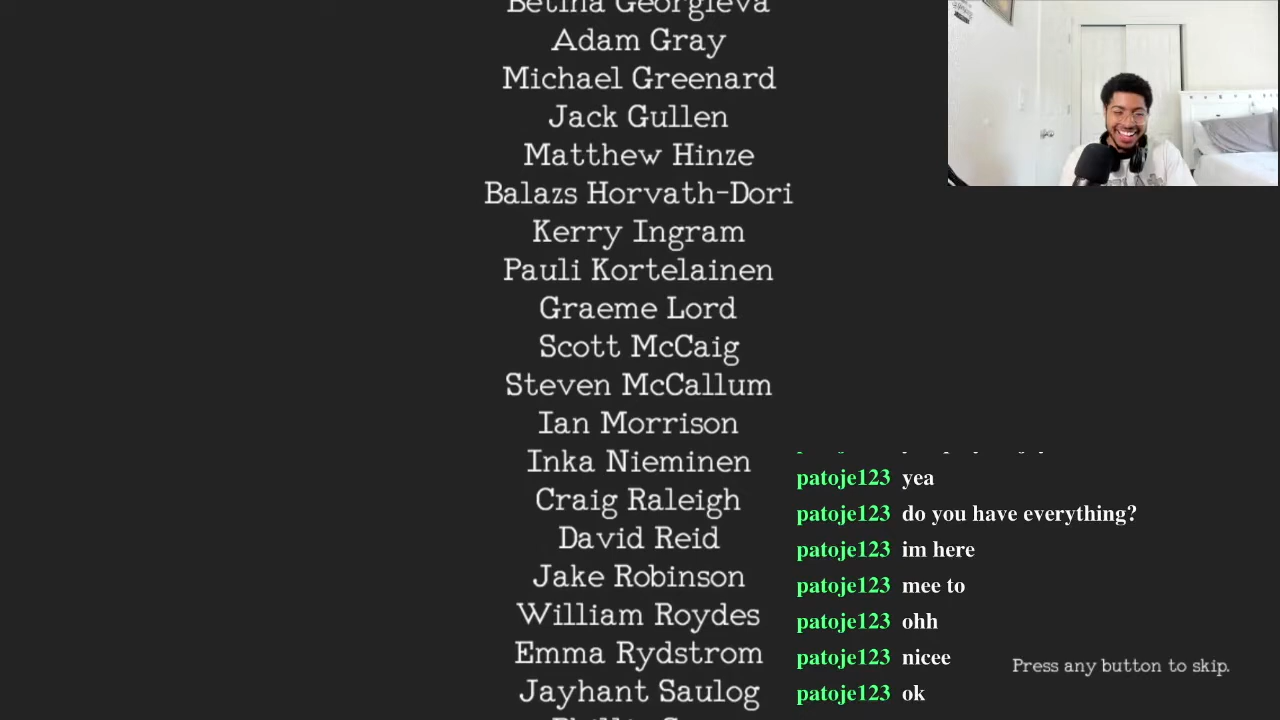 Betina Georgieva
Adam Gray
Michael Greenard
Jack Gullen
Matthew Hinze
Balazs Horvath-Dori
Kerry Ingram
Pauli Kortelainen
Graeme Lord
Scott McCaig
Steven McCallum
Ian Morrison
Inka Nieminen
Craig Raleigh
David Reid
Jake Robinson
William Roydes
Emma Rydstrom
Jayhant Saulog
patoje123 yea
patoje123 do you have everything?
patoje123 im here
patoje123 mee to
patoje123 ohh
patoje123 nicee
patoje123 ok
Press any button to skip.